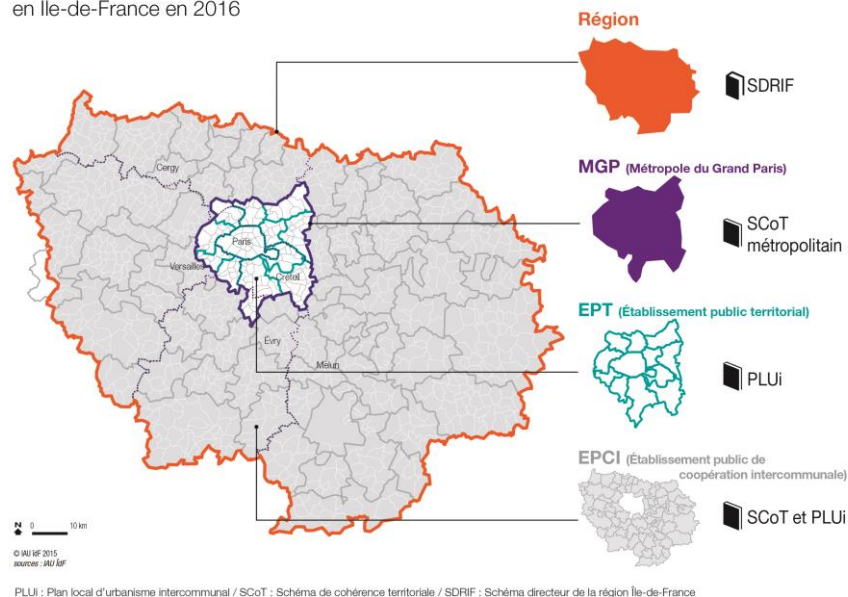 en Ile-de-France en 2016
Région
SDRIF
MGP (Métropole du Grand Paris)
SCoT
métropolitain
EPT (Établissement public territorial)
PLUi
EPCI (Établissement public de
coopération intercommunale)
SCoT et PLUi
Cergy
Paris
Versailles
Créteil
Evry
Melun
N 0 10 km
© IAU îdF 2015
sources : IAU îdF
PLUi : Plan local d'urbanisme intercommunal / SCoT : Schéma de cohérence territoriale / SDRIF : Schéma directeur de la région Île-de-France